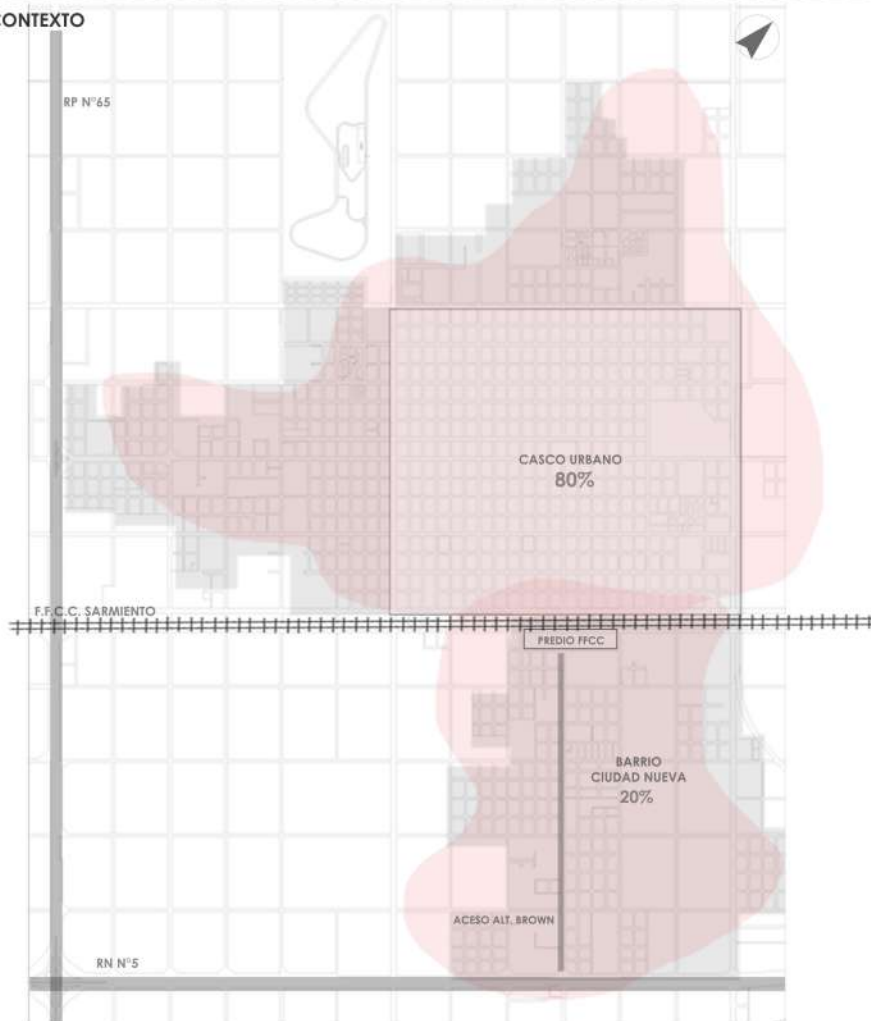 CONTEXTO
RP N°65
CASCO URBANO
80%
F.F.C.C. SARMIENTO
PREDIO FFCC
BARRIO
CIUDAD NUEVA
20%
ACESO ALT. BROWN
RN N°5